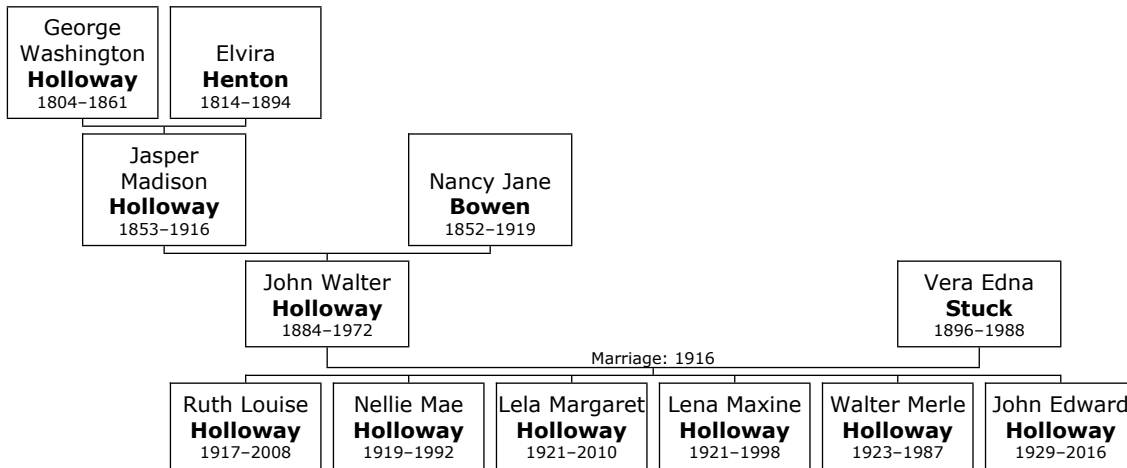 George
Washington
Holloway
1804–1861
Elvira
Henton
1814–1894
Jasper
Madison
Holloway
1853–1916
Nancy Jane
Bowen
1852–1919
John Walter
Holloway
1884–1972
Vera Edna
Stuck
1896–1988
Marriage: 1916
Ruth Louise
Holloway
1917–2008
Nellie Mae
Holloway
1919–1992
Lela Margaret
Holloway
1921–2010
Lena Maxine
Holloway
1921–1998
Walter Merle
Holloway
1923–1987
John Edward
Holloway
1929–2016